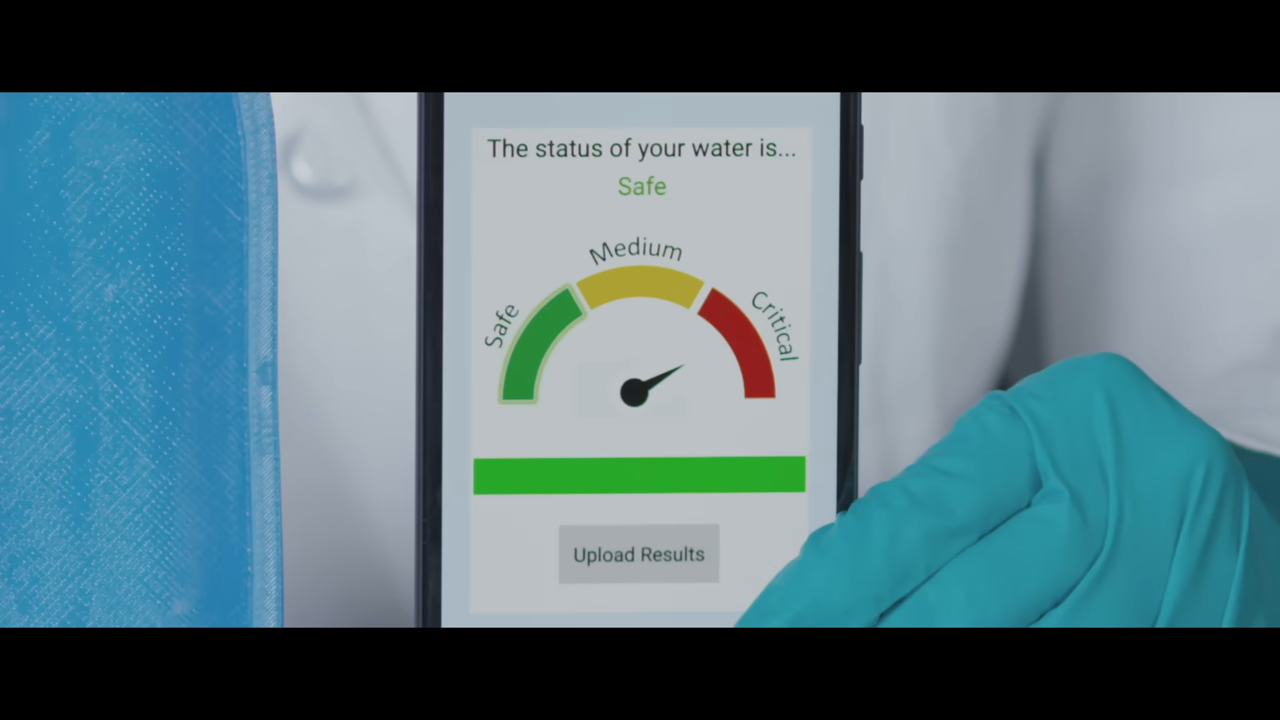 The status of your water is...
Safe
Medium
Safe
Critical
Upload Results